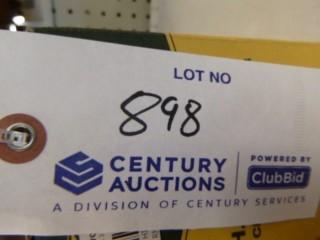 LOT NO
898
CENTURY AUCTIONS
POWERED BY
ClubBid
A DIVISION OF CENTURY SERVICES